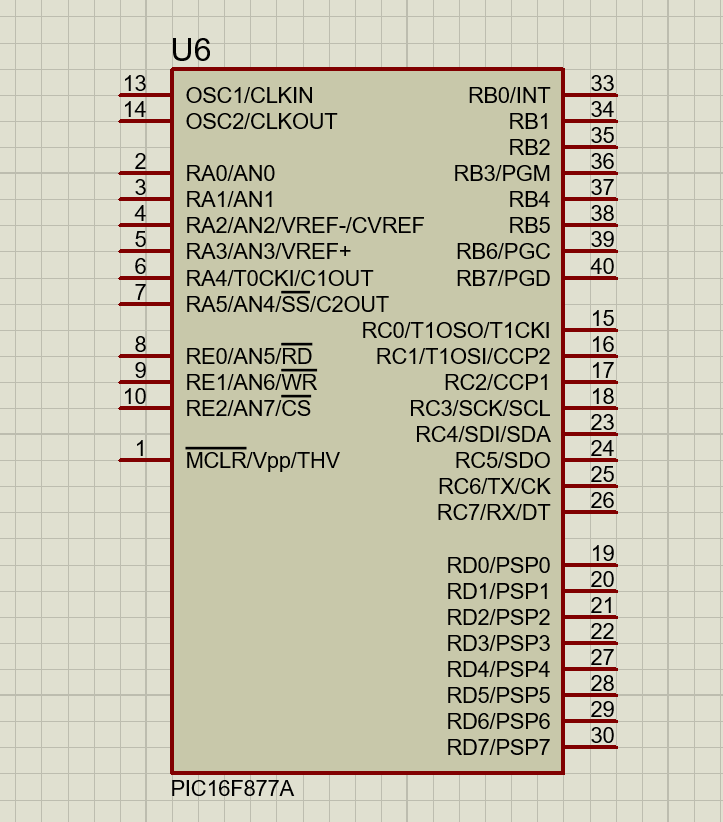 U6
13 OSC1/CLKIN RB0/INT 33
14 OSC2/CLKOUT RB1 34
RB2 35
2 RA0/AN0 RB3/PGM 36
3 RA1/AN1 RB4 37
4 RA2/AN2/VREF-/CVREF RB5 38
5 RA3/AN3/VREF+ RB6/PGC 39
6 RA4/T0CKI/C1OUT RB7/PGD 40
7 RA5/AN4/SS/C2OUT
RC0/T1OSO/T1CKI 15
8 RE0/AN5/RD RC1/T1OSI/CCP2 16
9 RE1/AN6/WR RC2/CCP1 17
10 RE2/AN7/CS RC3/SCK/SCL 18
RC4/SDI/SDA 23
1 MCLR/Vpp/THV RC5/SDO 24
RC6/TX/CK 25
RC7/RX/DT 26
RD0/PSP0 19
RD1/PSP1 20
RD2/PSP2 21
RD3/PSP3 22
RD4/PSP4 27
RD5/PSP5 28
RD6/PSP6 29
RD7/PSP7 30
PIC16F877A